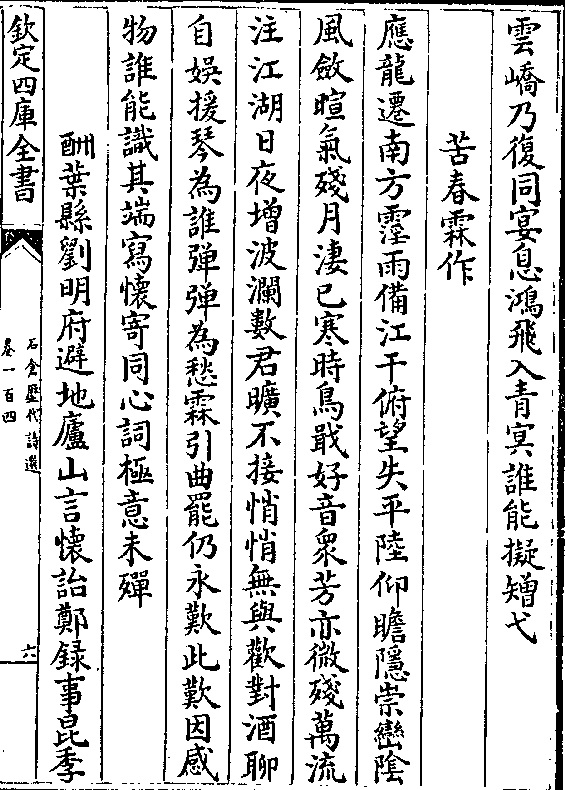 雲嶠乃復同宴息鴻飛入青冥誰能擬矰弋
苦春霖作
應龍遷南方霪雨備江干俯望失平陸仰瞻隱崇巒陰
風斂暄氣殘月淒已寒時鳥戢好音衆芳亦微殘萬流
注江湖日夜增波瀾數君曠不接悄悄無與歡對酒聊
自娛援琴為誰彈彈為愁霖引曲罷仍永歎此歎因感
物誰能識其端寫懷寄同心詞極意未殫
酬葉縣劉明府避地廬山言懷詒鄭録事昆季
欽定四庫全書
石倉歷代詩選
卷一百四
六